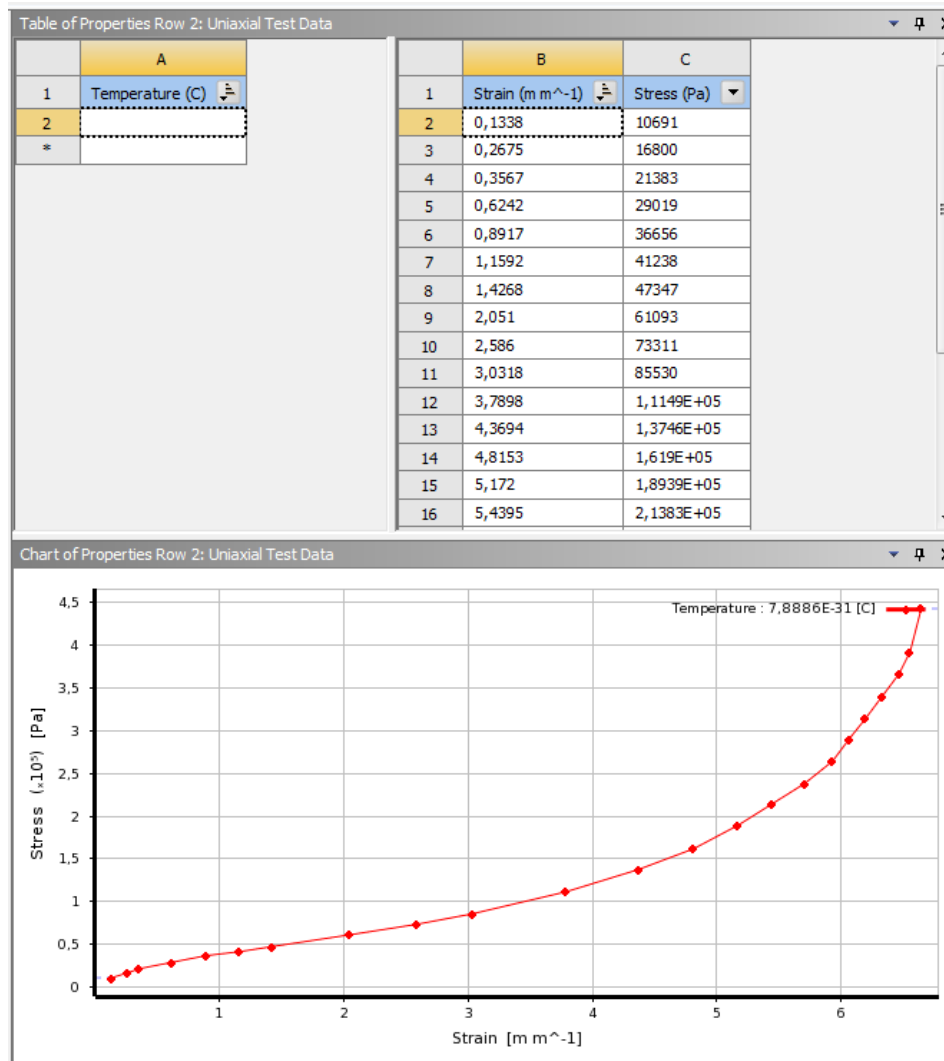 Table of Properties Row 2: Uniaxial Test Data
A
1 Temperature (C)
2
*
B C
1 Strain (m m^-1) Stress (Pa)
2 0,1338 10691
3 0,2675 16800
4 0,3567 21383
5 0,6242 29019
6 0,8917 36656
7 1,1592 41238
8 1,4268 47347
9 2,051 61093
10 2,586 73311
11 3,0318 85530
12 3,7898 1,1149E+05
13 4,3694 1,3746E+05
14 4,8153 1,619E+05
15 5,172 1,8939E+05
16 5,4395 2,1383E+05
Chart of Properties Row 2: Uniaxial Test Data
Temperature : 7,8886E-31 [C]
Stress (ₓ10⁵) [Pa]
4,5
4
3,5
3
2,5
2
1,5
1
0,5
0
1 2 3 4 5 6
Strain [m m^-1]